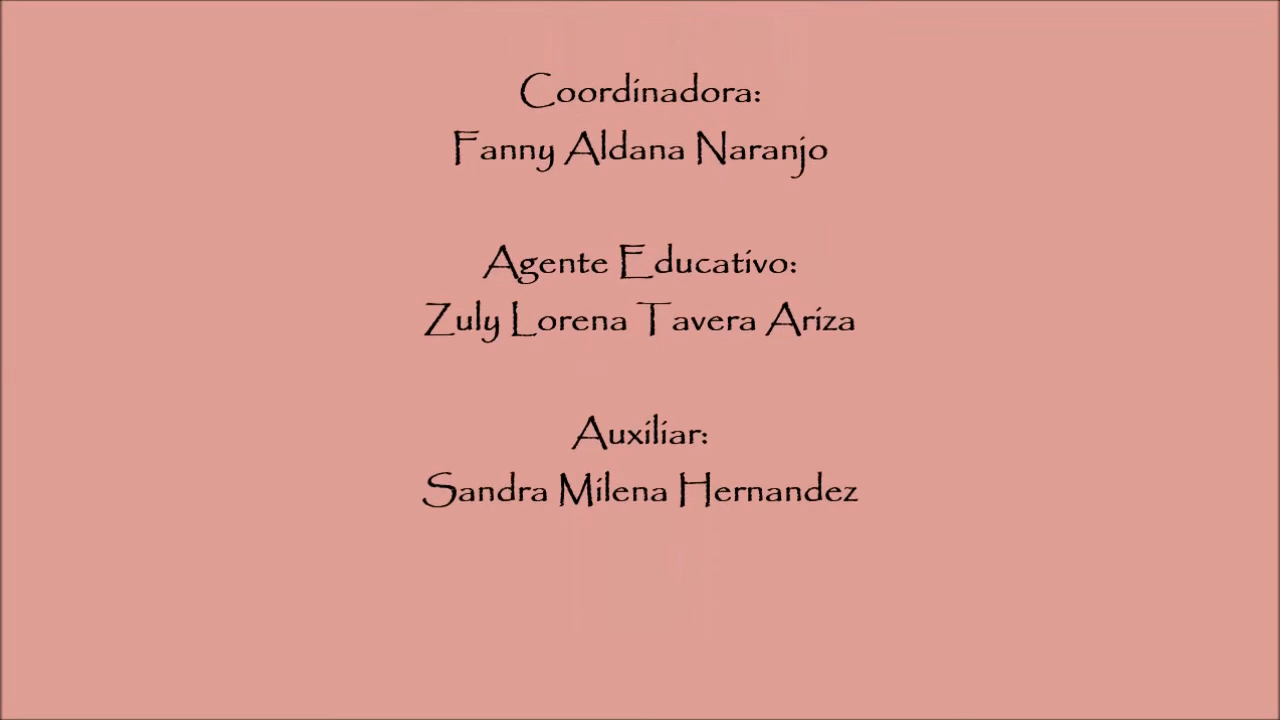 Coordinadora:
Fanny Aldana Naranjo
Agente Educativo:
Zuly Lorena Tavera Ariza
Auxiliar:
Sandra Milena Hernandez